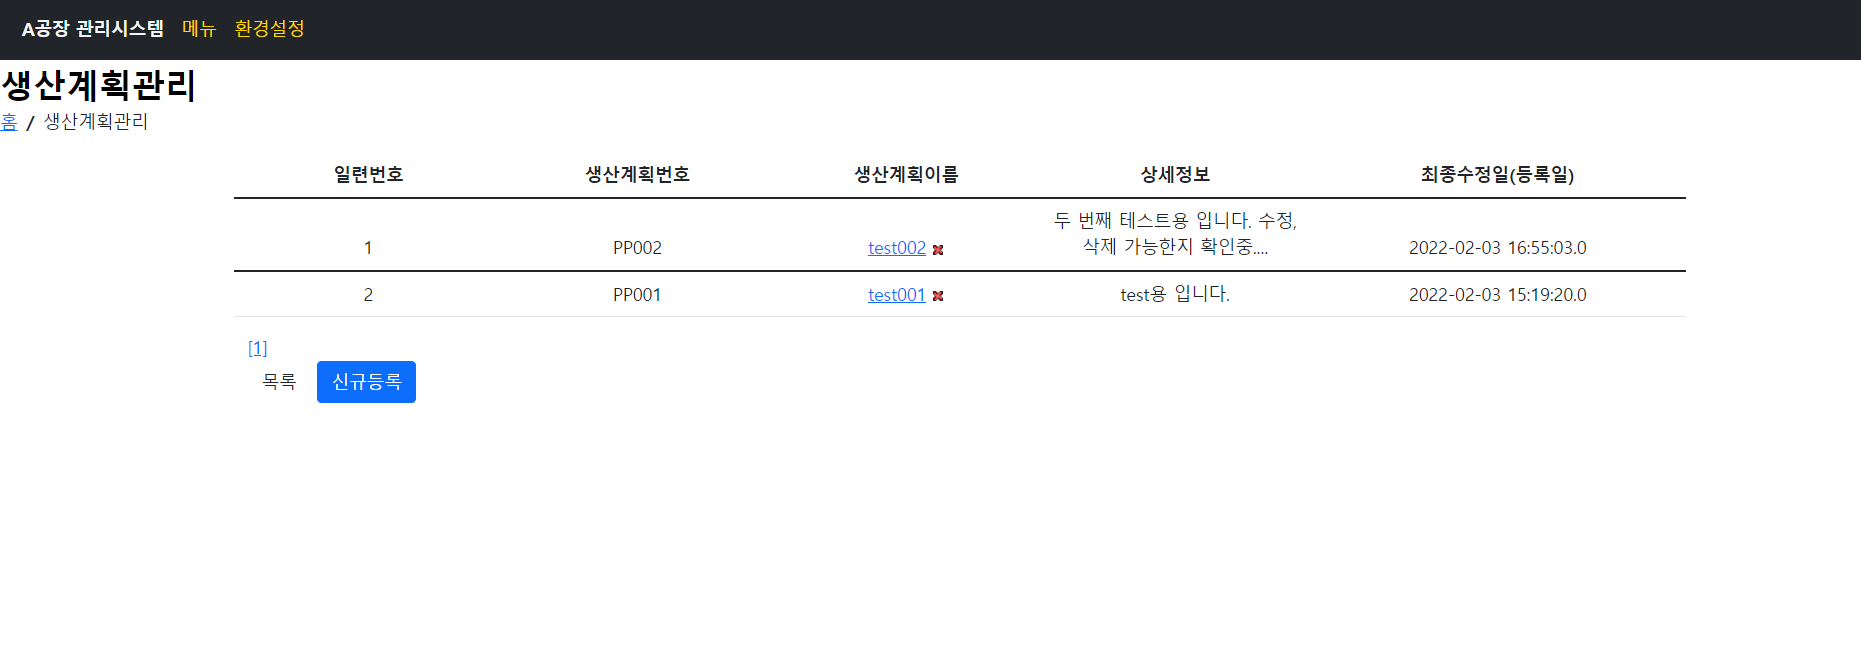 A공장 관리시스템 메뉴 환경설정
생산계획관리
홈 / 생산계획관리
일련번호 생산계획번호 생산계획이름 상세정보 최종수정일(등록일)
두 번째 테스트용 입니다. 수정,
1 PP002 test002 삭제 가능한지 확인중.... 2022-02-03 16:55:03.0
2 PP001 test001 test용 입니다. 2022-02-03 15:19:20.0
[1]
목록 신규등록